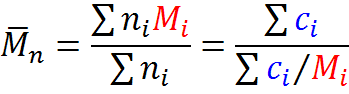 M̄ₙ = ∑ nᵢMᵢ / ∑ nᵢ = ∑ cᵢ / ∑ cᵢ/Mᵢ